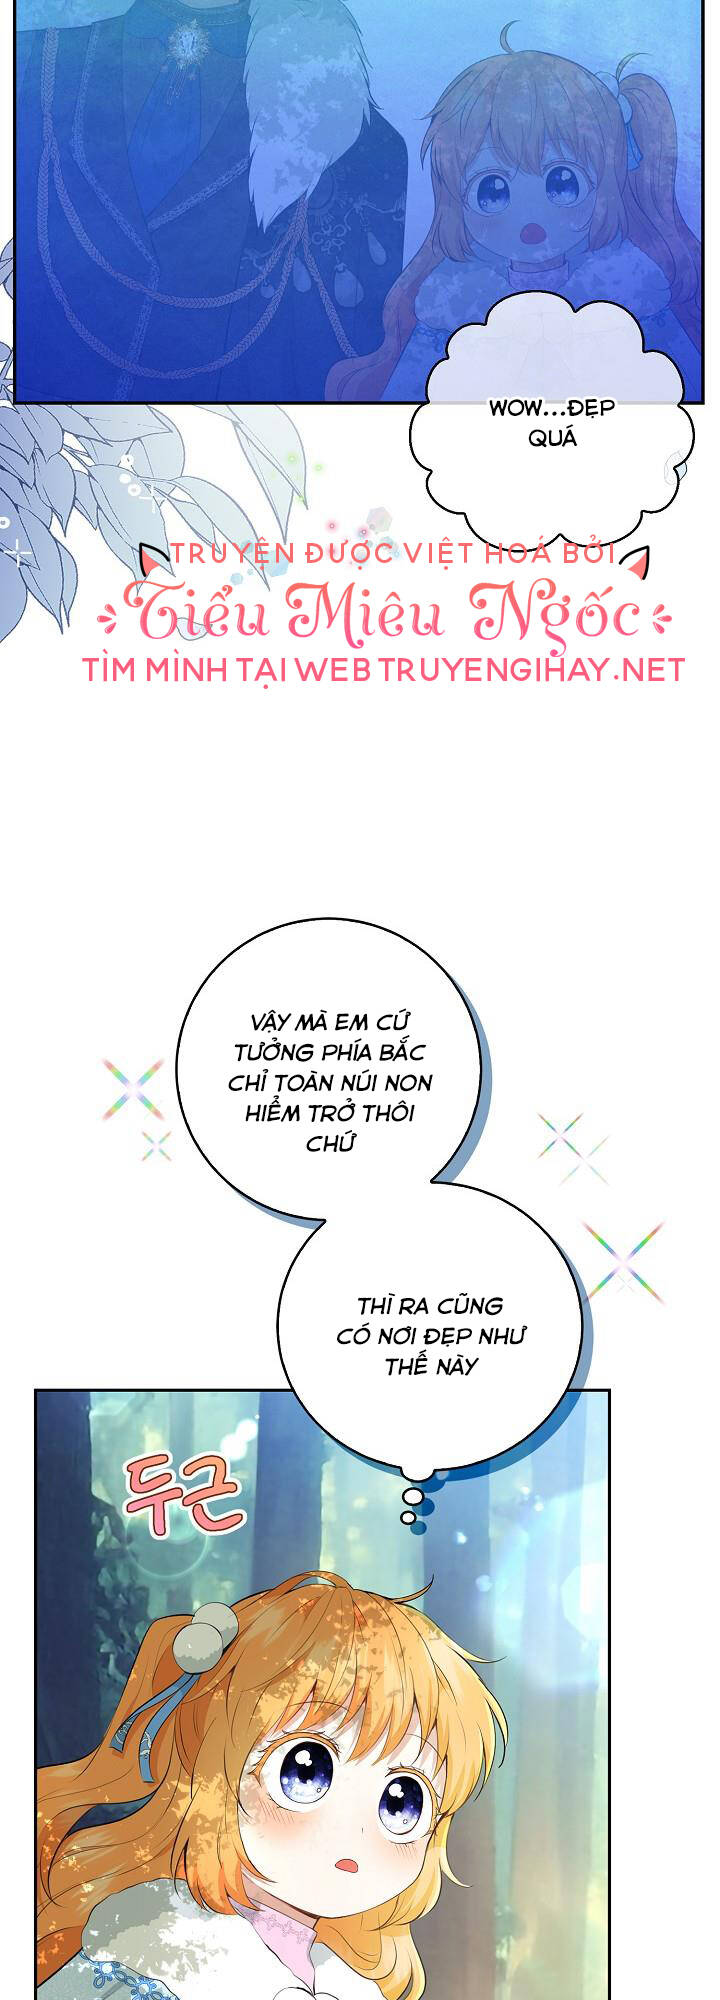 WOW...ĐẸP
QUÁ
TRUYỆN ĐƯỢC VIỆT HOÁ BỞI
TIỂU MIÊU NGỐC
TÌM MÌNH TẠI WEB TRUYENGIHAY.NET
VẬY MÀ EM CỨ
TƯỞNG PHÍA BẮC
CHỈ TOÀN NÚI NON
HIỂM TRỞ THÔI
CHỨ
THÌ RA CŨNG
CÓ NƠI ĐẸP NHƯ
THẾ NÀY
두근